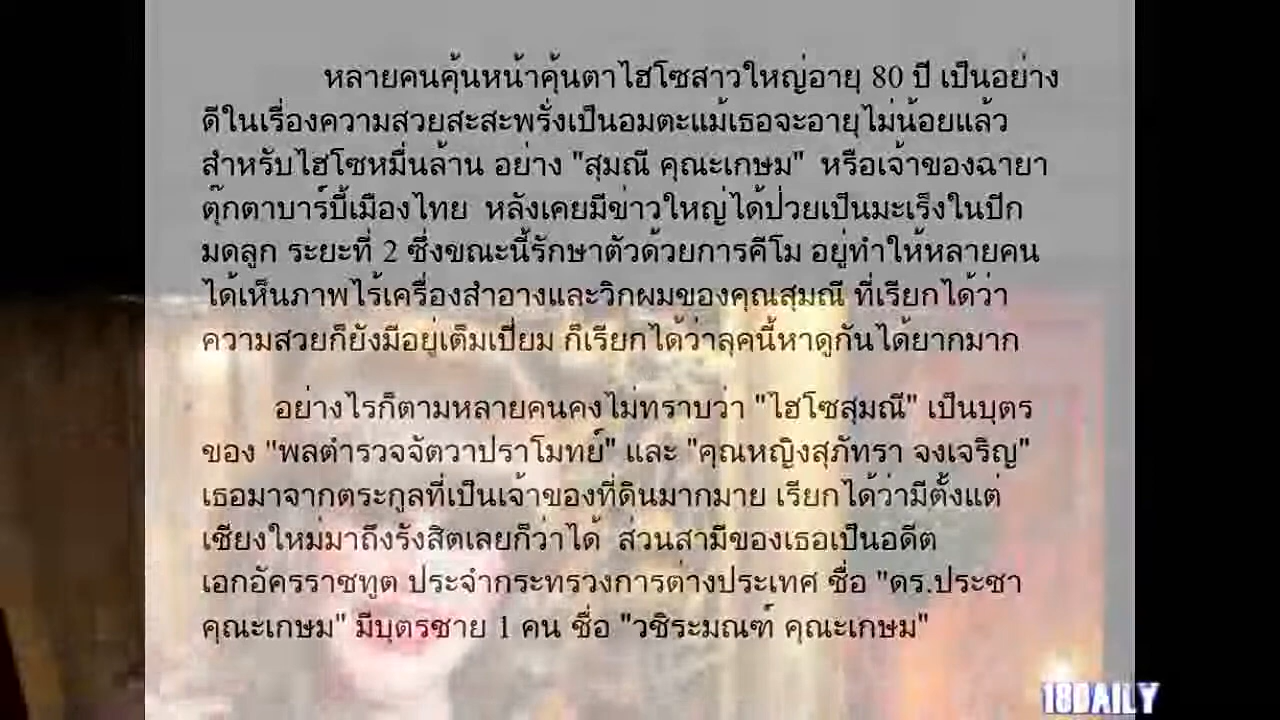 หลายคนคุ้นหน้าคุ้นตาไฮโซสาวใหญ่อายุ 80 ปี เป็นอย่าง
ดีในเรื่องความสวยสะสะพรั่งเป็นอมตะแม้เธอจะอายุไม่น้อยแล้ว
สำหรับไฮโซหมื่นล้าน อย่าง "สุมณี คุณะเกษม" หรือเจ้าของฉายา
ตุ๊กตาบาร์บี้เมืองไทย หลังเคยมีข่าวใหญ่ได้ป่วยเป็นมะเร็งในปีก
มดลูก ระยะที่ 2 ซึ่งขณะนี้รักษาตัวด้วยการคีโม อยู่ทำให้หลายคน
ได้เห็นภาพไร้เครื่องสำอางและวิกผมของคุณสุมณี ที่เรียกได้ว่า
ความสวยก็ยังมีอยู่เต็มเปี่ยม ก็เรียกได้ว่าลุคนี้หาดูกันได้ยากมาก
อย่างไรก็ตามหลายคนคงไม่ทราบว่า "ไฮโซสุมณี" เป็นบุตร
ของ "พลตำรวจจัตวาปราโมทย์" และ "คุณหญิงสุภัทรา จงเจริญ"
เธอมาจากตระกูลที่เป็นเจ้าของที่ดินมากมาย เรียกได้ว่ามีตั้งแต่
เชียงใหม่มาถึงรังสิตเลยก็ว่าได้ ส่วนสามีของเธอเป็นอดีต
เอกอัครราชทูต ประจำกระทรวงการต่างประเทศ ชื่อ "ดร.ประชา
คุณะเกษม" มีบุตรชาย 1 คน ชื่อ "วชิระมณฑ์ คุณะเกษม"
18DAILY